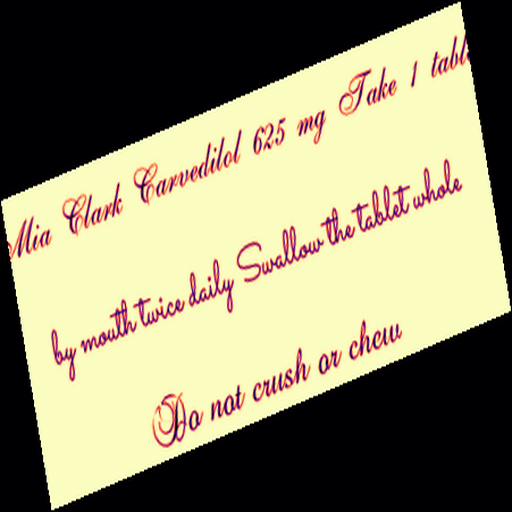 Mia Clark Carvedilol 625 mg Take 1
by mouth twice daily Swallow the tablet whole
Do not crush or chew